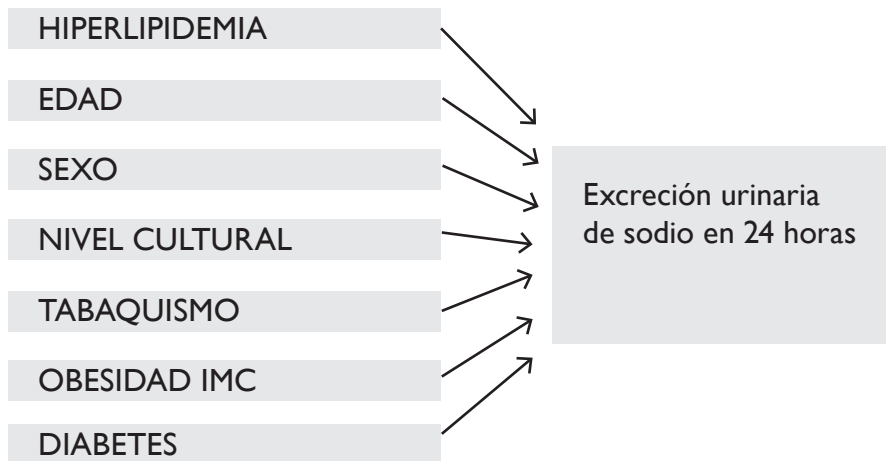 HIPERLIPIDEMIA
EDAD
SEXO
NIVEL CULTURAL
TABAQUISMO
OBESIDAD IMC
DIABETES
Excreción urinaria
de sodio en 24 horas